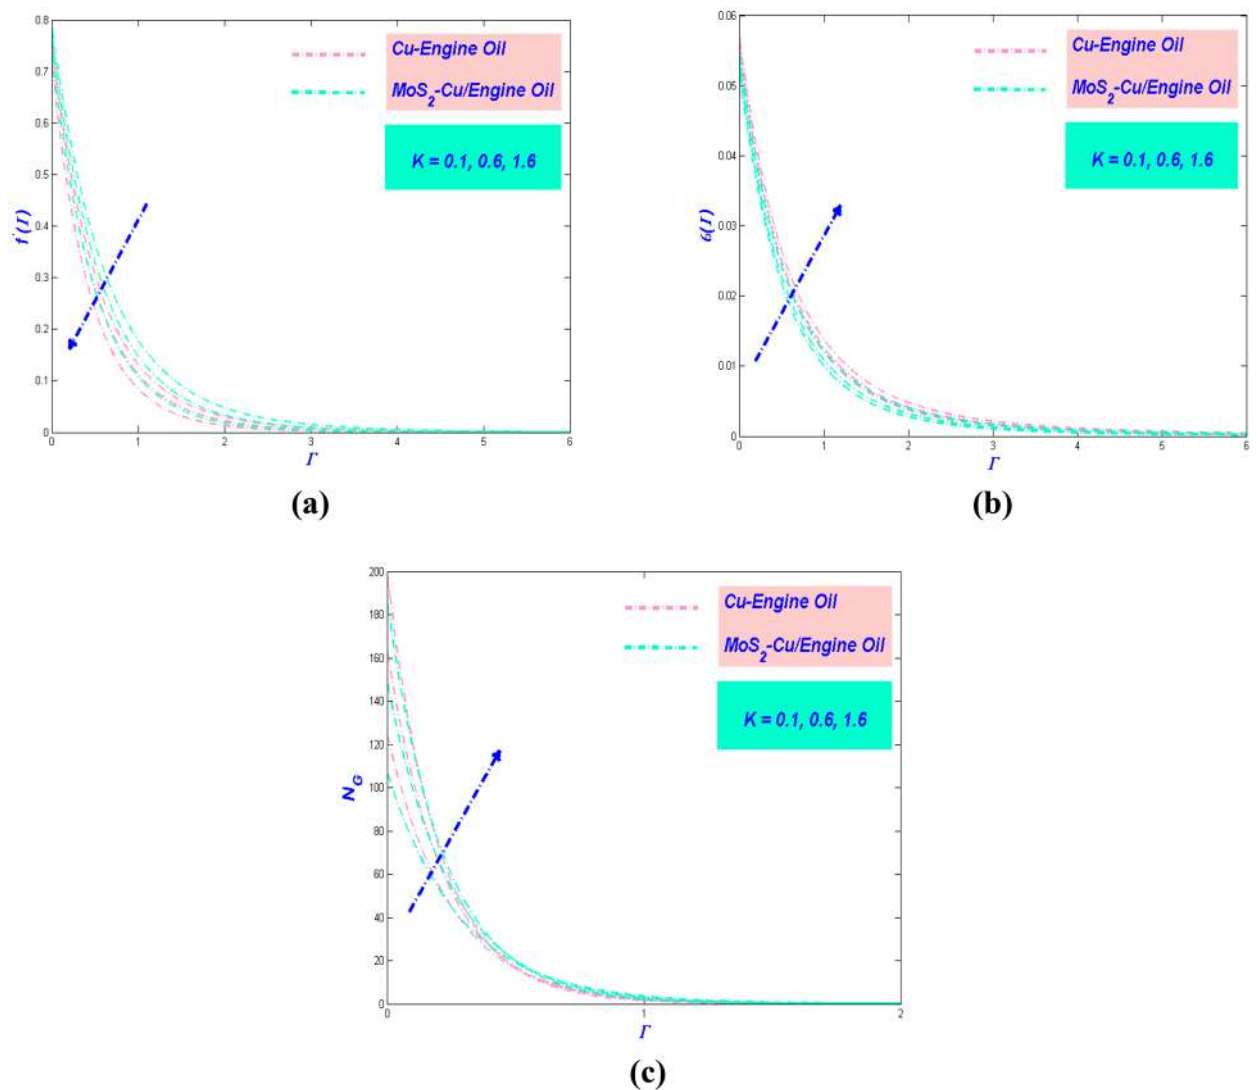 Cu-Engine Oil
MoS2-Cu/Engine Oil
K = 0.1, 0.6, 1.6
f'(Γ)
0.8
0.7
0.6
0.5
0.4
0.3
0.2
0.1
0
0 1 2 3 4 5 6
Γ
(a)
Cu-Engine Oil
MoS2-Cu/Engine Oil
K = 0.1, 0.6, 1.6
0.06
0.05
0.04
0.03
0.02
0.01
0
0 1 2 3 4 5 6
Γ
(b)
Cu-Engine Oil
MoS2-Cu/Engine Oil
K = 0.1, 0.6, 1.6
NG
200
180
160
140
120
100
80
60
40
20
0
0 1 2
Γ
(c)